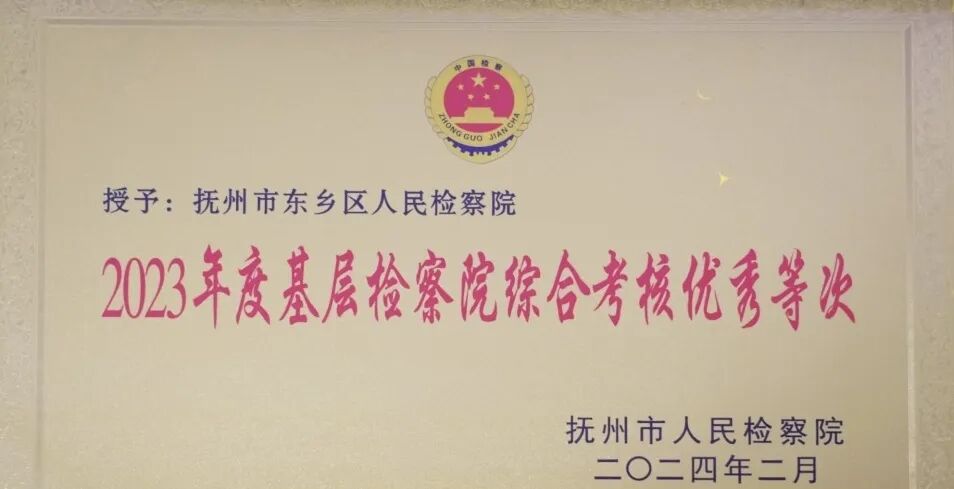 中国检察
ZHONG GUO JIAN CHA
授予：抚州市东乡区人民检察院
2023年度基层检察院综合考核优秀等次
抚州市人民检察院
二〇二四年二月